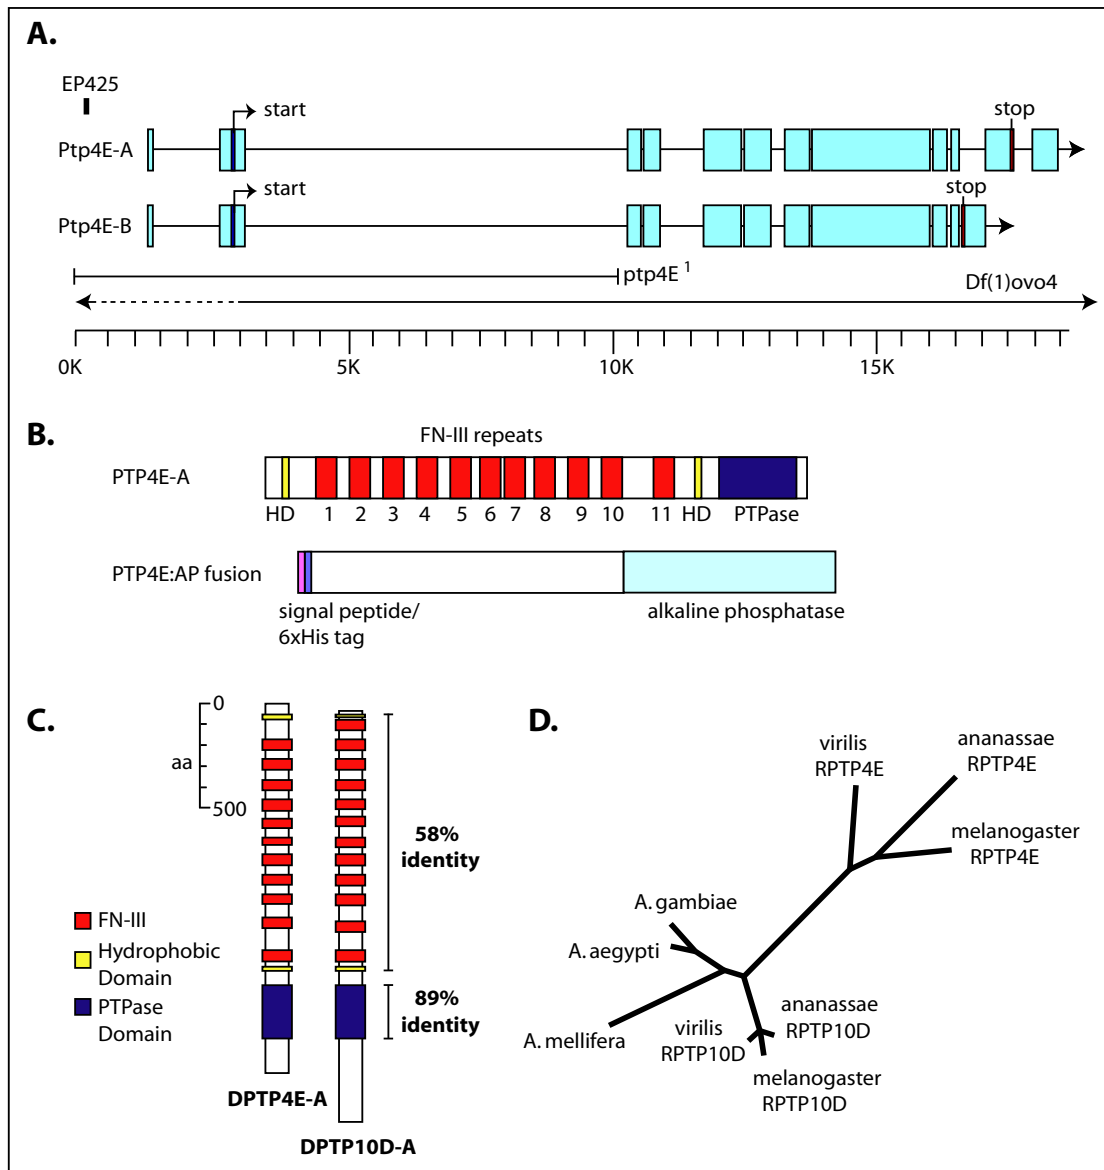 A.
EP425
start
stop
Ptp4E-A
start
stop
Ptp4E-B
ptp4E 1
Df(1)ovo4
0K
5K
10K
15K
B.
FN-III repeats
PTP4E-A
HD 1 2 3 4 5 6 7 8 9 10 11 HD PTPase
PTP4E:AP fusion
signal peptide/
6xHis tag
alkaline phosphatase
C.
0
aa
500
58%
identity
89%
identity
FN-III
Hydrophobic
Domain
PTPase
Domain
DPTP4E-A
DPTP10D-A
D.
virilis
RPTP4E
ananassae
RPTP4E
melanogaster
RPTP4E
A. gambiae
A. aegypti
A. mellifera
virilis
RPTP10D
ananassae
RPTP10D
melanogaster
RPTP10D